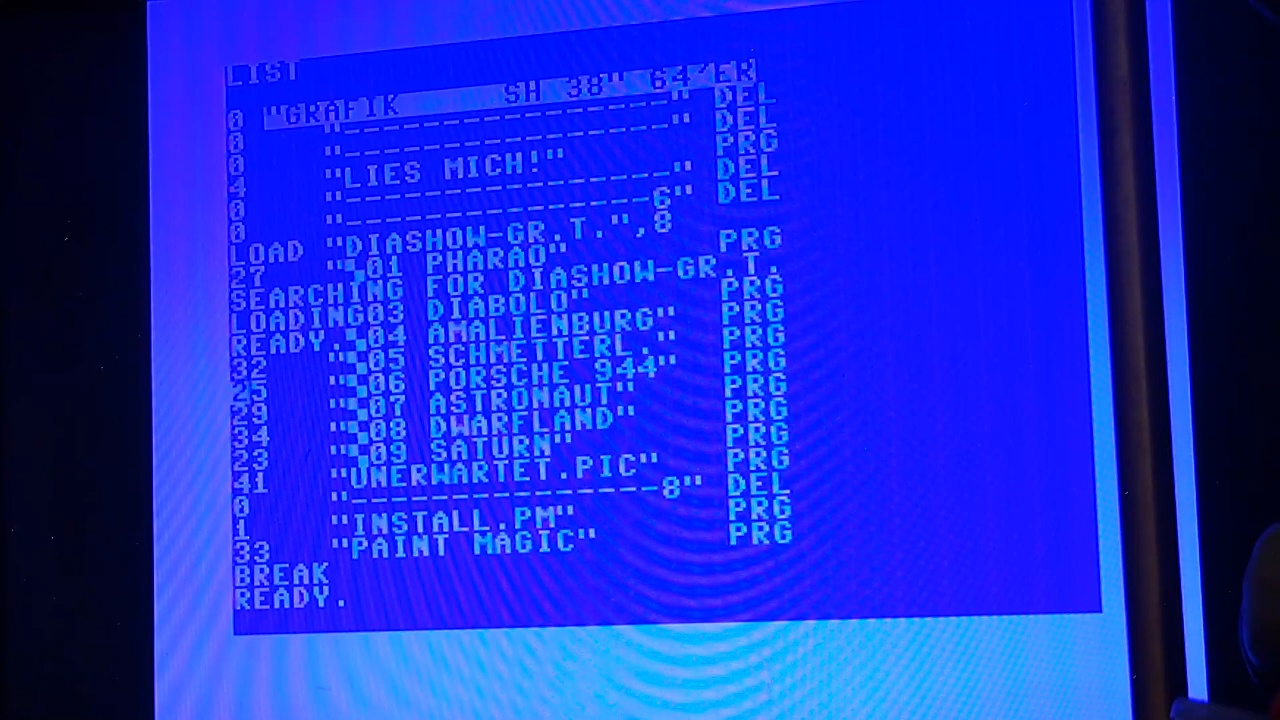 LIST
0 "GRAFIK SH 38" 64'ER
0 "----------------" DEL
0 "----------------" DEL
4 "LIES MICH!" PRG
0 "----------------" DEL
0 "---------------6" DEL
LOAD "DIASHOW-GR.T.",8
27 "▚01 PHARAO" PRG
SEARCHING FOR DIASHOW-GR.T.
LOADING03 DIABOLO" PRG
READY.▚04 AMALIENBURG" PRG
32 "▚05 SCHMETTERL." PRG
25 "▚06 PORSCHE 944" PRG
29 "▚07 ASTRONAUT" PRG
34 "▚08 DWARFLAND" PRG
23 "▚09 SATURN" PRG
41 "UNERWARTET.PIC" PRG
0 "---------------8" DEL
1 "INSTALL.PM" PRG
33 "PAINT MAGIC" PRG
BREAK
READY.